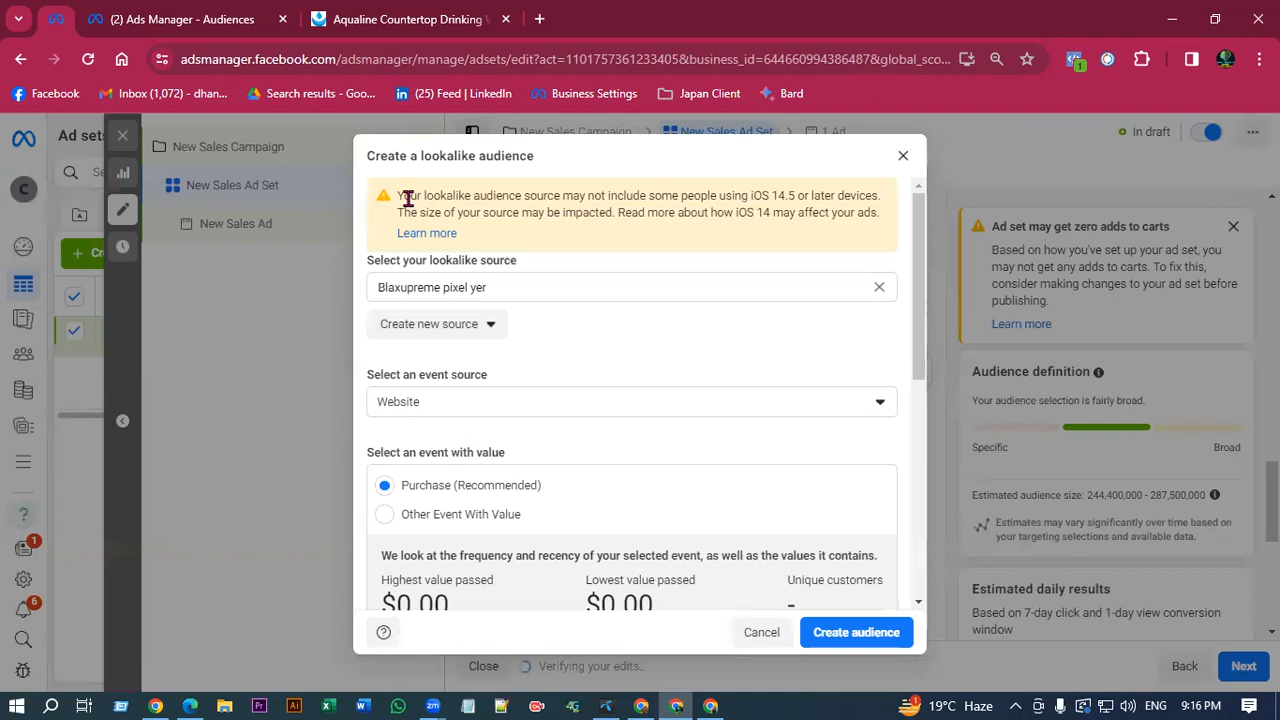 (2) Ads Manager - Audiences
Aqualine Countertop Drinking
adsmanager.facebook.com/adsmanager/manage/adsets/edit?act=1101757361233405&business_id=644660994386487&global_sco...
1
Facebook
Inbox (1,072) - dhan...
Search results - Goo...
(25) Feed | LinkedIn
Business Settings
Japan Client
Bard
Ad sets
New Sales Campaign
New Sales Ad Set
New Sales Ad
New Sales Campaign
New Sales Ad Set
1 Ad
In draft
C
Create a lookalike audience
Your lookalike audience source may not include some people using iOS 14.5 or later devices.
The size of your source may be impacted. Read more about how iOS 14 may affect your ads.
Learn more
Select your lookalike source
Blaxupreme pixel yer
Create new source
Select an event source
Website
Select an event with value
Purchase (Recommended)
Other Event With Value
We look at the frequency and recency of your selected event, as well as the values it contains.
Highest value passed
Lowest value passed
Unique customers
$0.00
$0.00
-
Cancel
Create audience
Close
Verifying your edits..
Back
Next
Ad set may get zero adds to carts
Based on how you've set up your ad set, you
may not get any adds to carts. To fix this,
consider making changes to your ad set before
publishing.
Learn more
Audience definition
Your audience selection is fairly broad.
Specific
Broad
Estimated audience size: 244,400,000 - 287,500,000
Estimates may vary significantly over time based on
your targeting selections and available data.
Estimated daily results
Based on 7-day click and 1-day view conversion
window
1
6
19°C Haze
9:16 PM